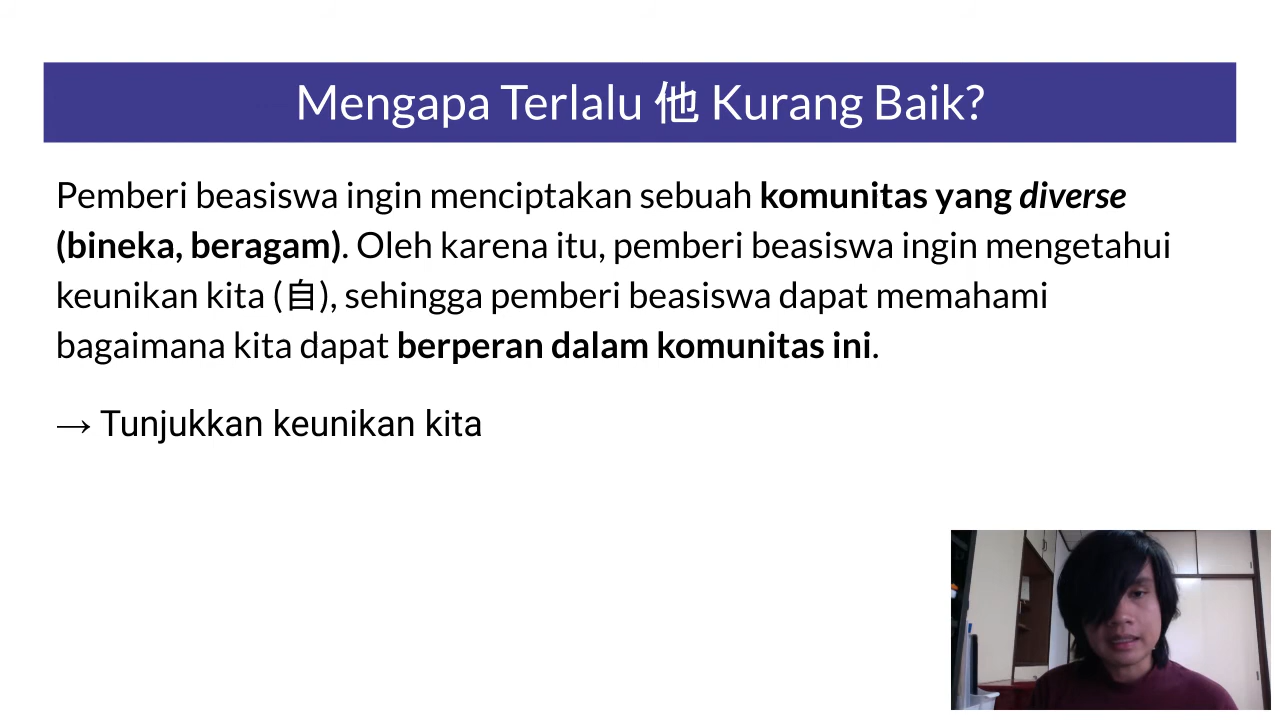 Mengapa Terlalu 他 Kurang Baik?
Pemberi beasiswa ingin menciptakan sebuah komunitas yang diverse
(bineka, beragam). Oleh karena itu, pemberi beasiswa ingin mengetahui
keunikan kita (自), sehingga pemberi beasiswa dapat memahami
bagaimana kita dapat berperan dalam komunitas ini.
→ Tunjukkan keunikan kita